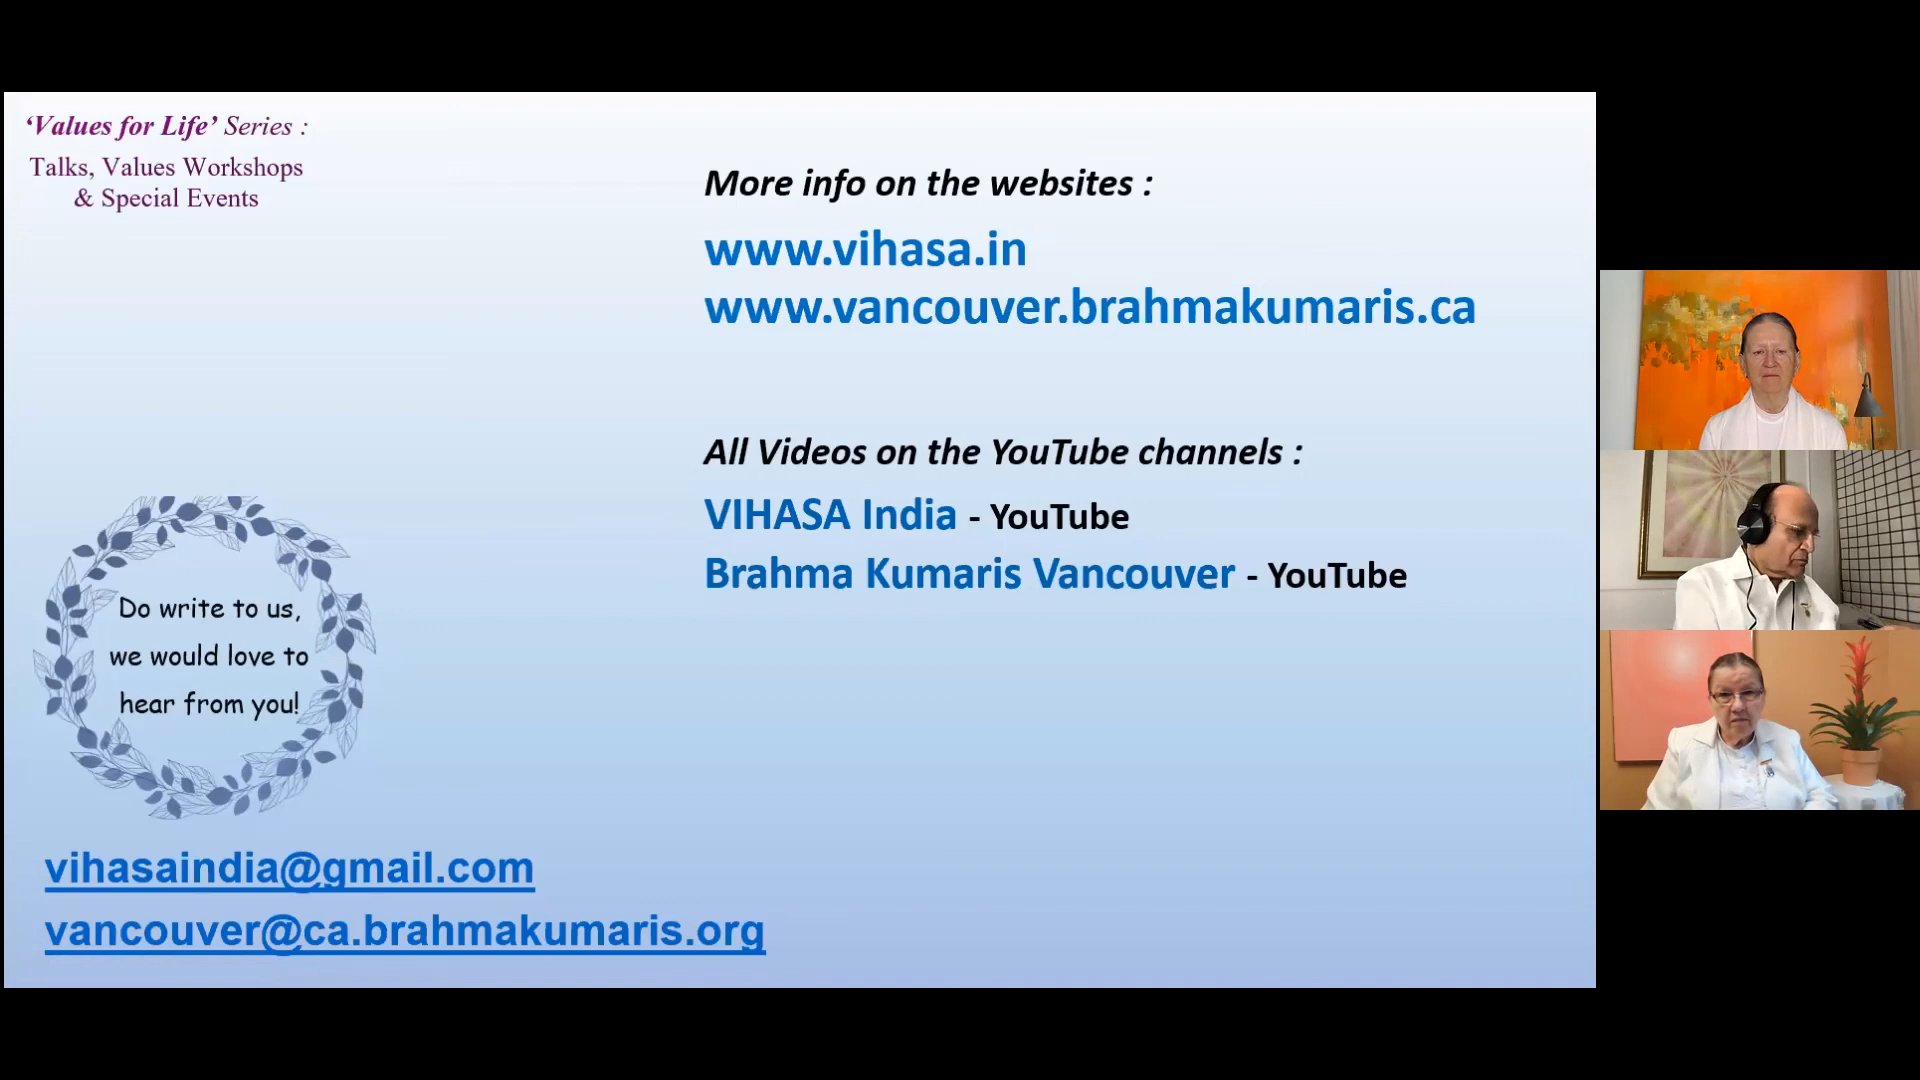 ‘Values for Life’ Series :
Talks, Values Workshops
& Special Events
More info on the websites :
www.vihasa.in
www.vancouver.brahmakumaris.ca
All Videos on the YouTube channels :
VIHASA India - YouTube
Brahma Kumaris Vancouver - YouTube
Do write to us,
we would love to
hear from you!
vihasaindia@gmail.com
vancouver@ca.brahmakumaris.org